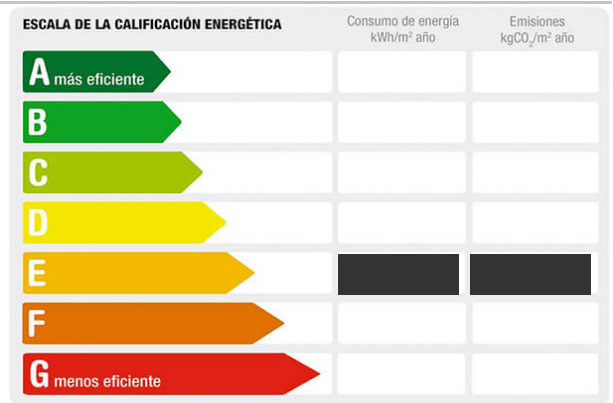 ESCALA DE LA CALIFICACIÓN ENERGÉTICA
Consumo de energía
kWh/m² año
Emisiones
kgCO₂/m² año
A más eficiente
B
C
D
E
F
G menos eficiente